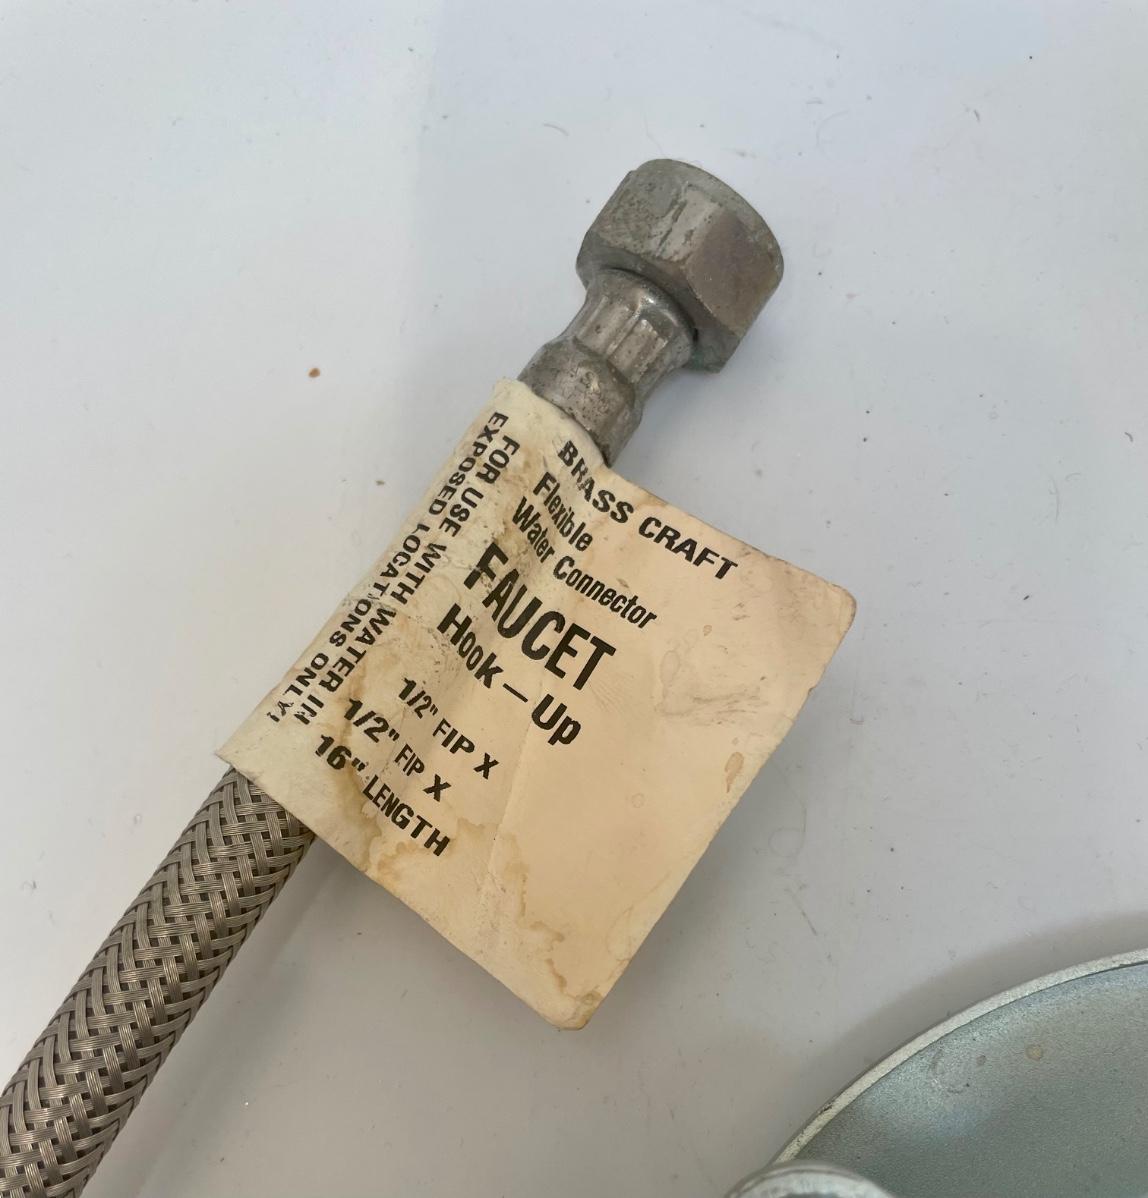 BRASS CRAFT
Flexible
Water Connector
FAUCET
Hook - Up
1/2" FIP X
1/2" FIP X
16" LENGTH
FOR USE WITH WATER IN
EXPOSED LOCATIONS ONLY!